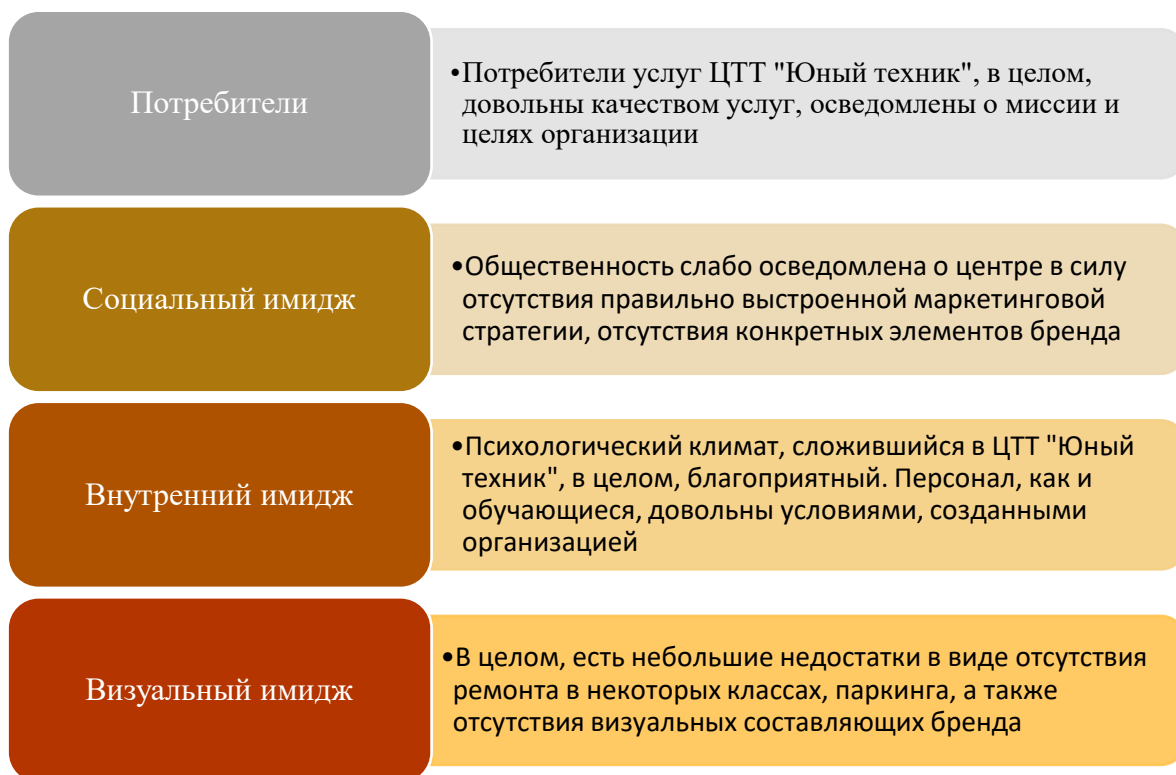 Потребители
•Потребители услуг ЦТТ "Юный техник", в целом,
довольны качеством услуг, осведомлены о миссии и
целях организации
Социальный имидж
•Общественность слабо осведомлена о центре в силу
отсутствия правильно выстроенной маркетинговой
стратегии, отсутствия конкретных элементов бренда
Внутренний имидж
•Психологический климат, сложившийся в ЦТТ "Юный
техник", в целом, благоприятный. Персонал, как и
обучающиеся, довольны условиями, созданными
организацией
Визуальный имидж
•В целом, есть небольшие недостатки в виде отсутствия
ремонта в некоторых классах, паркинга, а также
отсутствия визуальных составляющих бренда